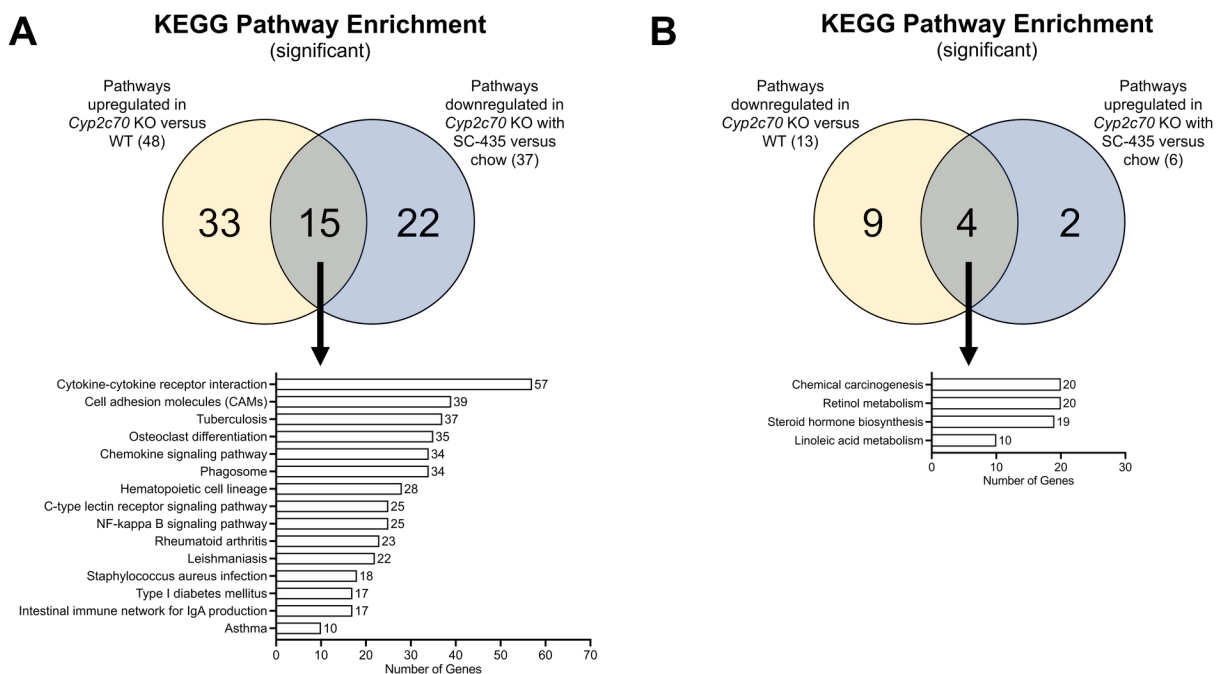 A
KEGG Pathway Enrichment
(significant)
Pathways
upregulated in
Cyp2c70 KO versus
WT (48)
Pathways
downregulated in
Cyp2c70 KO with
SC-435 versus
chow (37)
33
15
22
Cytokine-cytokine receptor interaction 57
Cell adhesion molecules (CAMs) 39
Tuberculosis 37
Osteoclast differentiation 35
Chemokine signaling pathway 34
Phagosome 34
Hematopoietic cell lineage 28
C-type lectin receptor signaling pathway 25
NF-kappa B signaling pathway 25
Rheumatoid arthritis 23
Leishmaniasis 22
Staphylococcus aureus infection 18
Type I diabetes mellitus 17
Intestinal immune network for IgA production 17
Asthma 10
0 10 20 30 40 50 60 70
Number of Genes
B
KEGG Pathway Enrichment
(significant)
Pathways
downregulated in
Cyp2c70 KO versus
WT (13)
Pathways
upregulated in
Cyp2c70 KO with
SC-435 versus
chow (6)
9
4
2
Chemical carcinogenesis 20
Retinol metabolism 20
Steroid hormone biosynthesis 19
Linoleic acid metabolism 10
0 10 20 30
Number of Genes